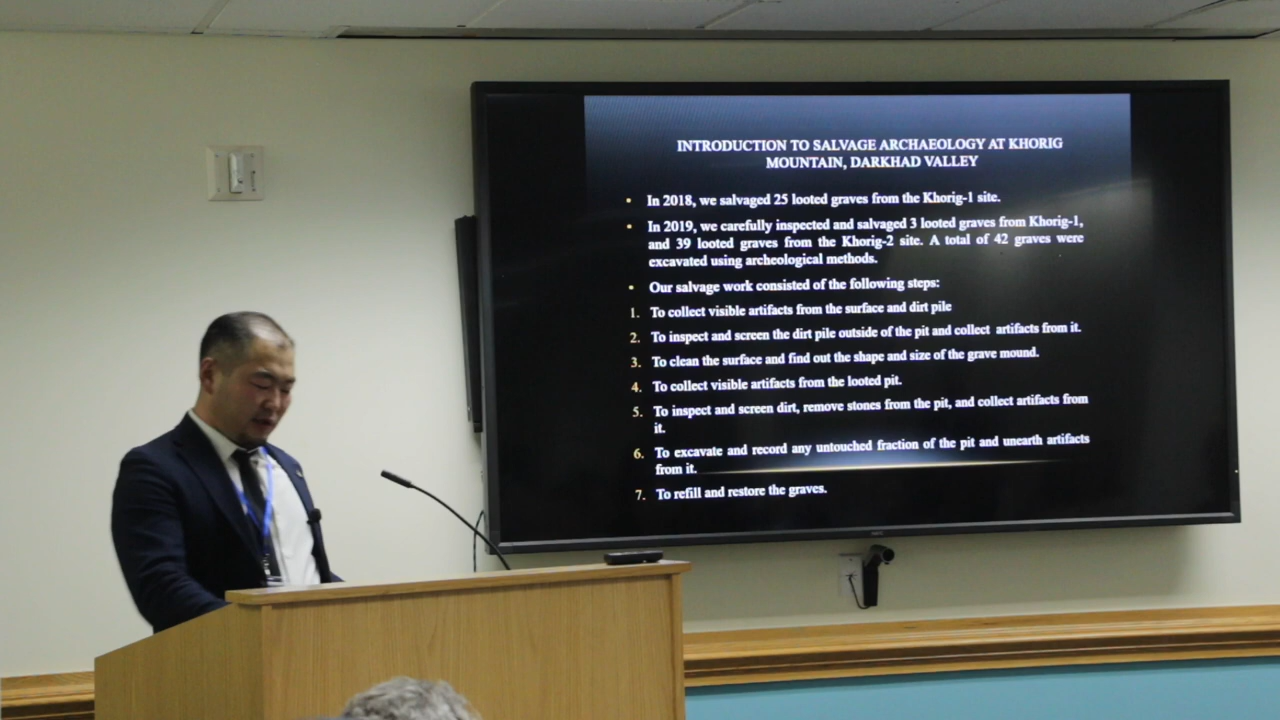 INTRODUCTION TO SALVAGE ARCHAEOLOGY AT KHORIG
MOUNTAIN, DARKHAD VALLEY
• In 2018, we salvaged 25 looted graves from the Khorig-1 site.
• In 2019, we carefully inspected and salvaged 3 looted graves from Khorig-1,
and 39 looted graves from the Khorig-2 site. A total of 42 graves were
excavated using archeological methods.
• Our salvage work consisted of the following steps:
1. To collect visible artifacts from the surface and dirt pile
2. To inspect and screen the dirt pile outside of the pit and collect artifacts from it.
3. To clean the surface and find out the shape and size of the grave mound.
4. To collect visible artifacts from the looted pit.
5. To inspect and screen dirt, remove stones from the pit, and collect artifacts from
it.
6. To excavate and record any untouched fraction of the pit and unearth artifacts
from it.
7. To refill and restore the graves.